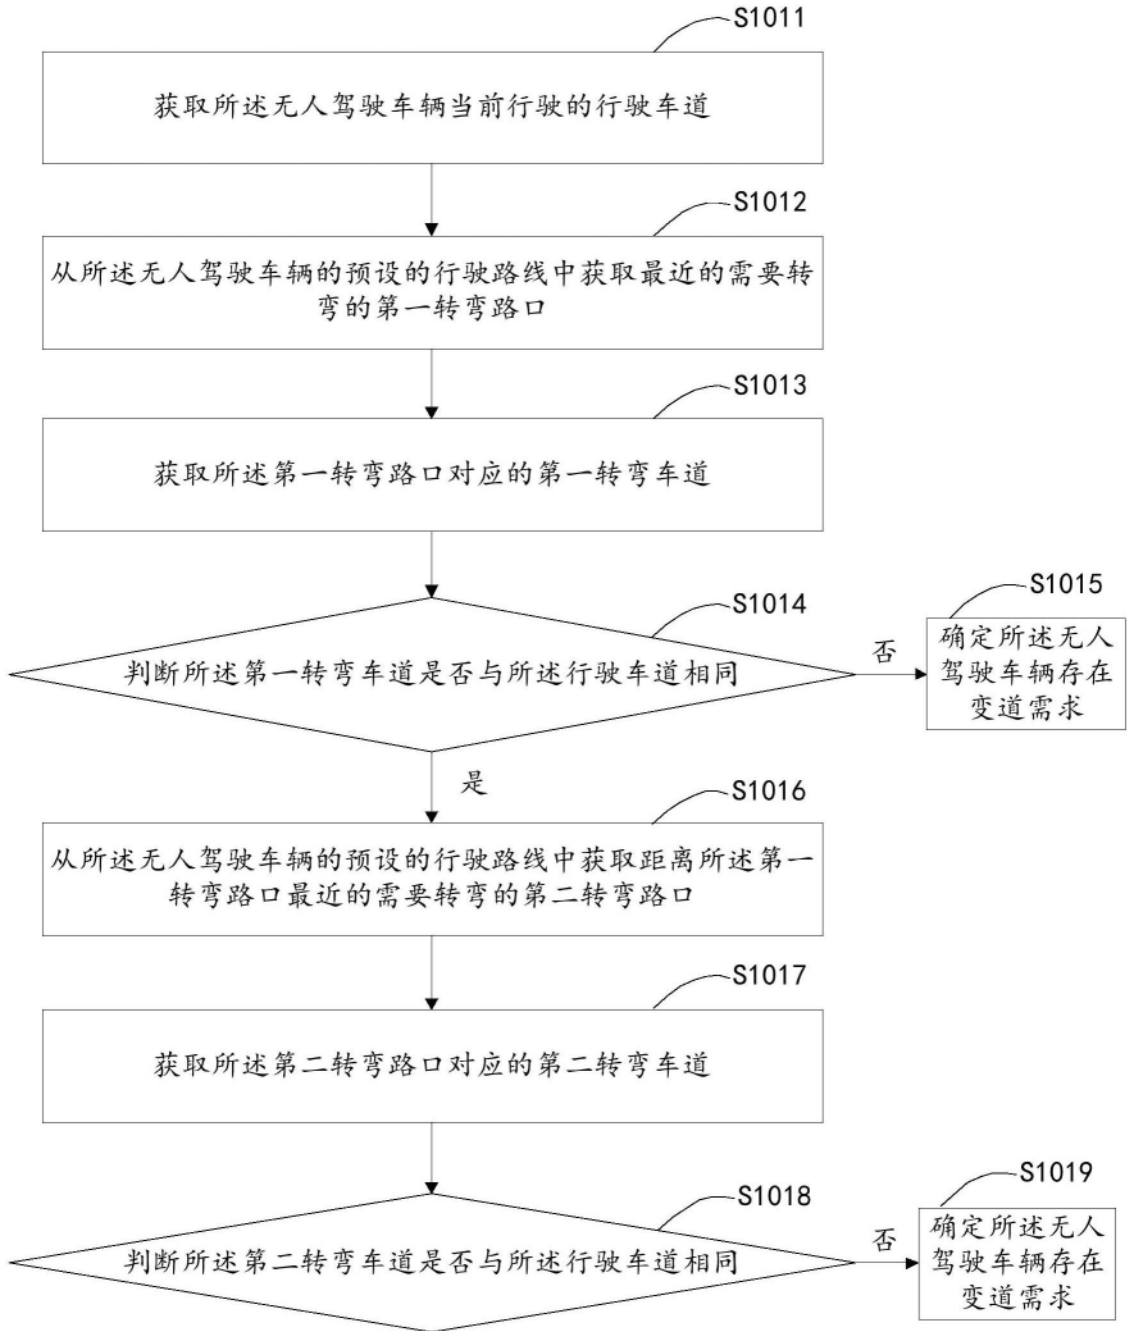 S1011
获取所述无人驾驶车辆当前行驶的行驶车道
S1012
从所述无人驾驶车辆的预设的行驶路线中获取最近的需要转
弯的第一转弯路口
S1013
获取所述第一转弯路口对应的第一转弯车道
S1014
判断所述第一转弯车道是否与所述行驶车道相同
否
S1015
确定所述无人
驾驶车辆存在
变道需求
是
S1016
从所述无人驾驶车辆的预设的行驶路线中获取距离所述第一
转弯路口最近的需要转弯的第二转弯路口
S1017
获取所述第二转弯路口对应的第二转弯车道
S1018
判断所述第二转弯车道是否与所述行驶车道相同
否
S1019
确定所述无人
驾驶车辆存在
变道需求